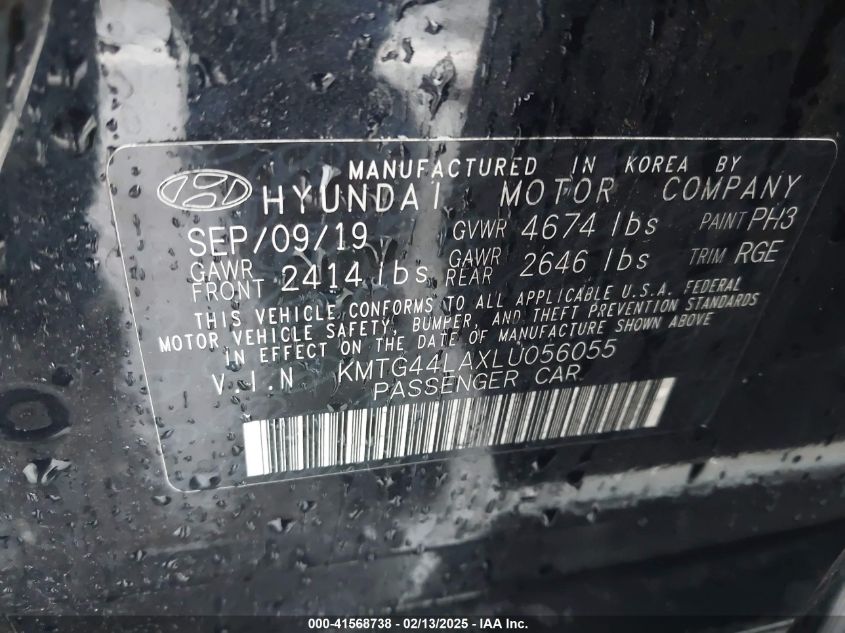 MANUFACTURED IN KOREA BY
HYUNDAI MOTOR COMPANY
SEP/09/19 GVWR 4674 lbs PAINT PH3
GAWR FRONT 2414 lbs GAWR REAR 2646 lbs TRIM RGE
THIS VEHICLE CONFORMS TO ALL APPLICABLE U.S.A. FEDERAL
MOTOR VEHICLE SAFETY, BUMPER, AND THEFT PREVENTION STANDARDS
IN EFFECT ON THE DATE OF MANUFACTURE SHOWN ABOVE
V.I.N KMTG44LAXLU056055
PASSENGER CAR
000-41568738 - 02/13/2025 - IAA Inc.